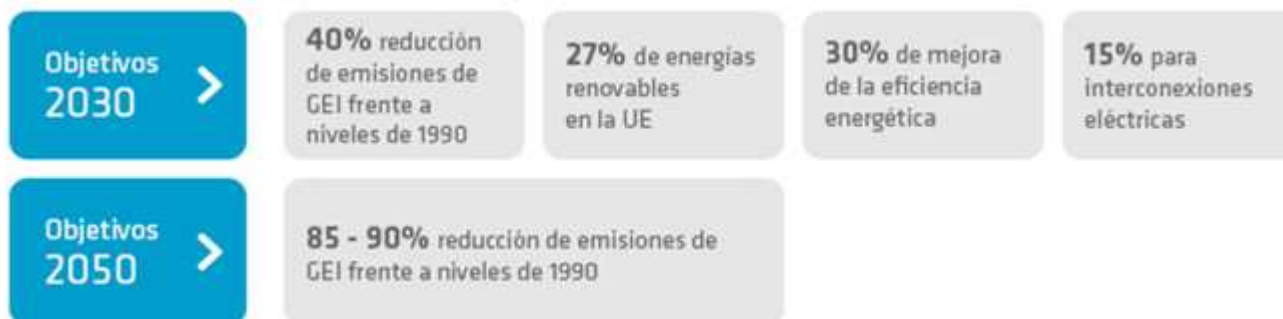 Objetivos
2030
40% reducción
de emisiones de
GEI frente a
niveles de 1990
27% de energías
renovables
en la UE
30% de mejora
de la eficiencia
energética
15% para
interconexiones
eléctricas
Objetivos
2050
85 - 90% reducción de emisiones de
GEI frente a niveles de 1990